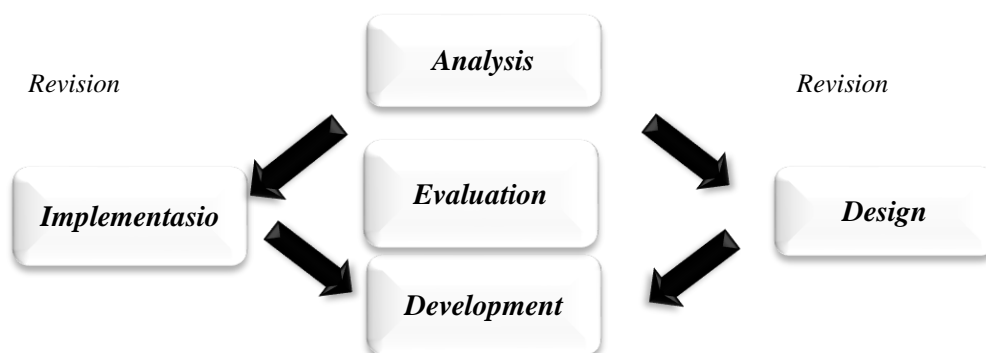 Analysis
Revision
Revision
Evaluation
Implementasio
Design
Development